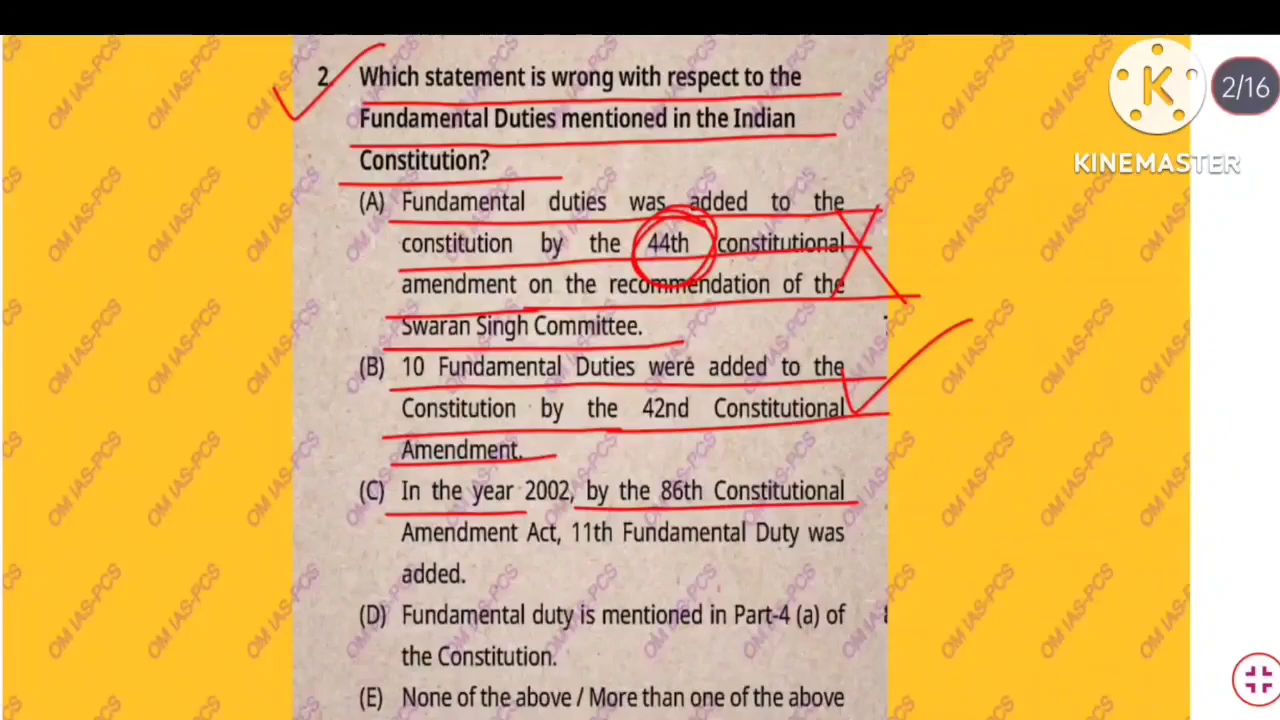 2 Which statement is wrong with respect to the
Fundamental Duties mentioned in the Indian
Constitution?
(A) Fundamental duties was added to the
constitution by the 44th constitutional
amendment on the recommendation of the
Swaran Singh Committee.
(B) 10 Fundamental Duties were added to the
Constitution by the 42nd Constitutional
Amendment.
(C) In the year 2002, by the 86th Constitutional
Amendment Act, 11th Fundamental Duty was
added.
(D) Fundamental duty is mentioned in Part-4 (a) of
the Constitution.
(E) None of the above / More than one of the above
K
KINEMASTER
2/16
OM IAS-PCS